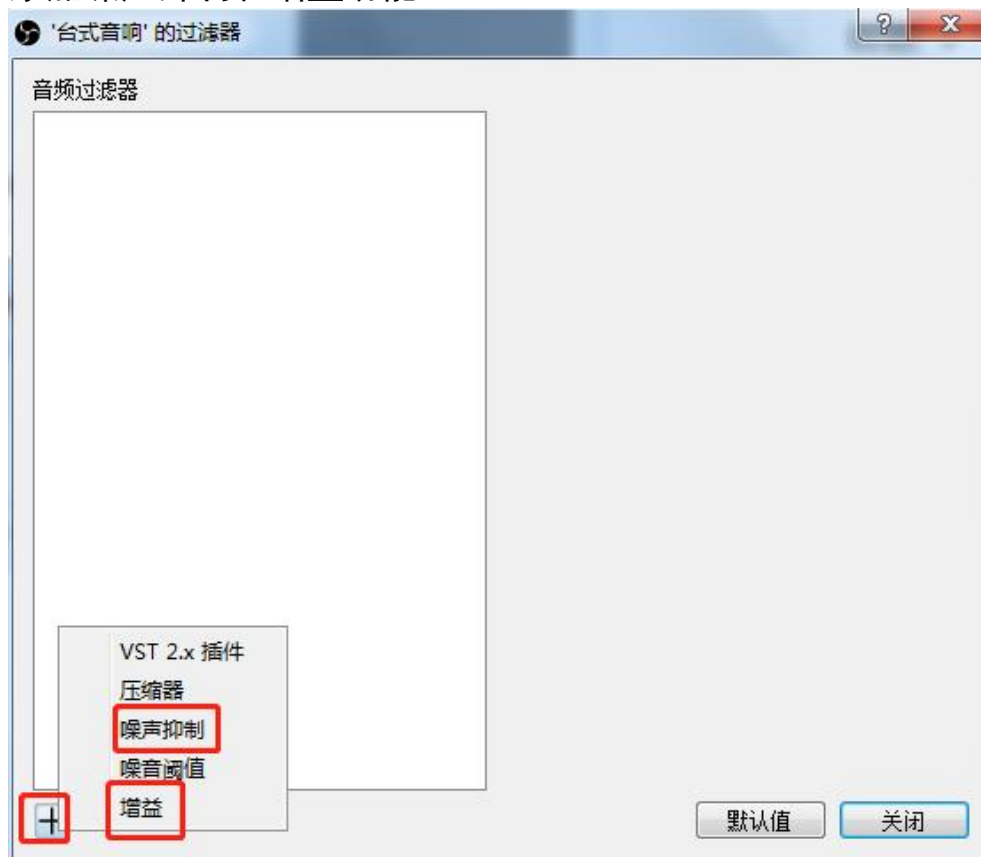 '台式音响' 的过滤器
音频过滤器
VST 2.x 插件
压缩器
噪声抑制
噪音阈值
增益
默认值
关闭